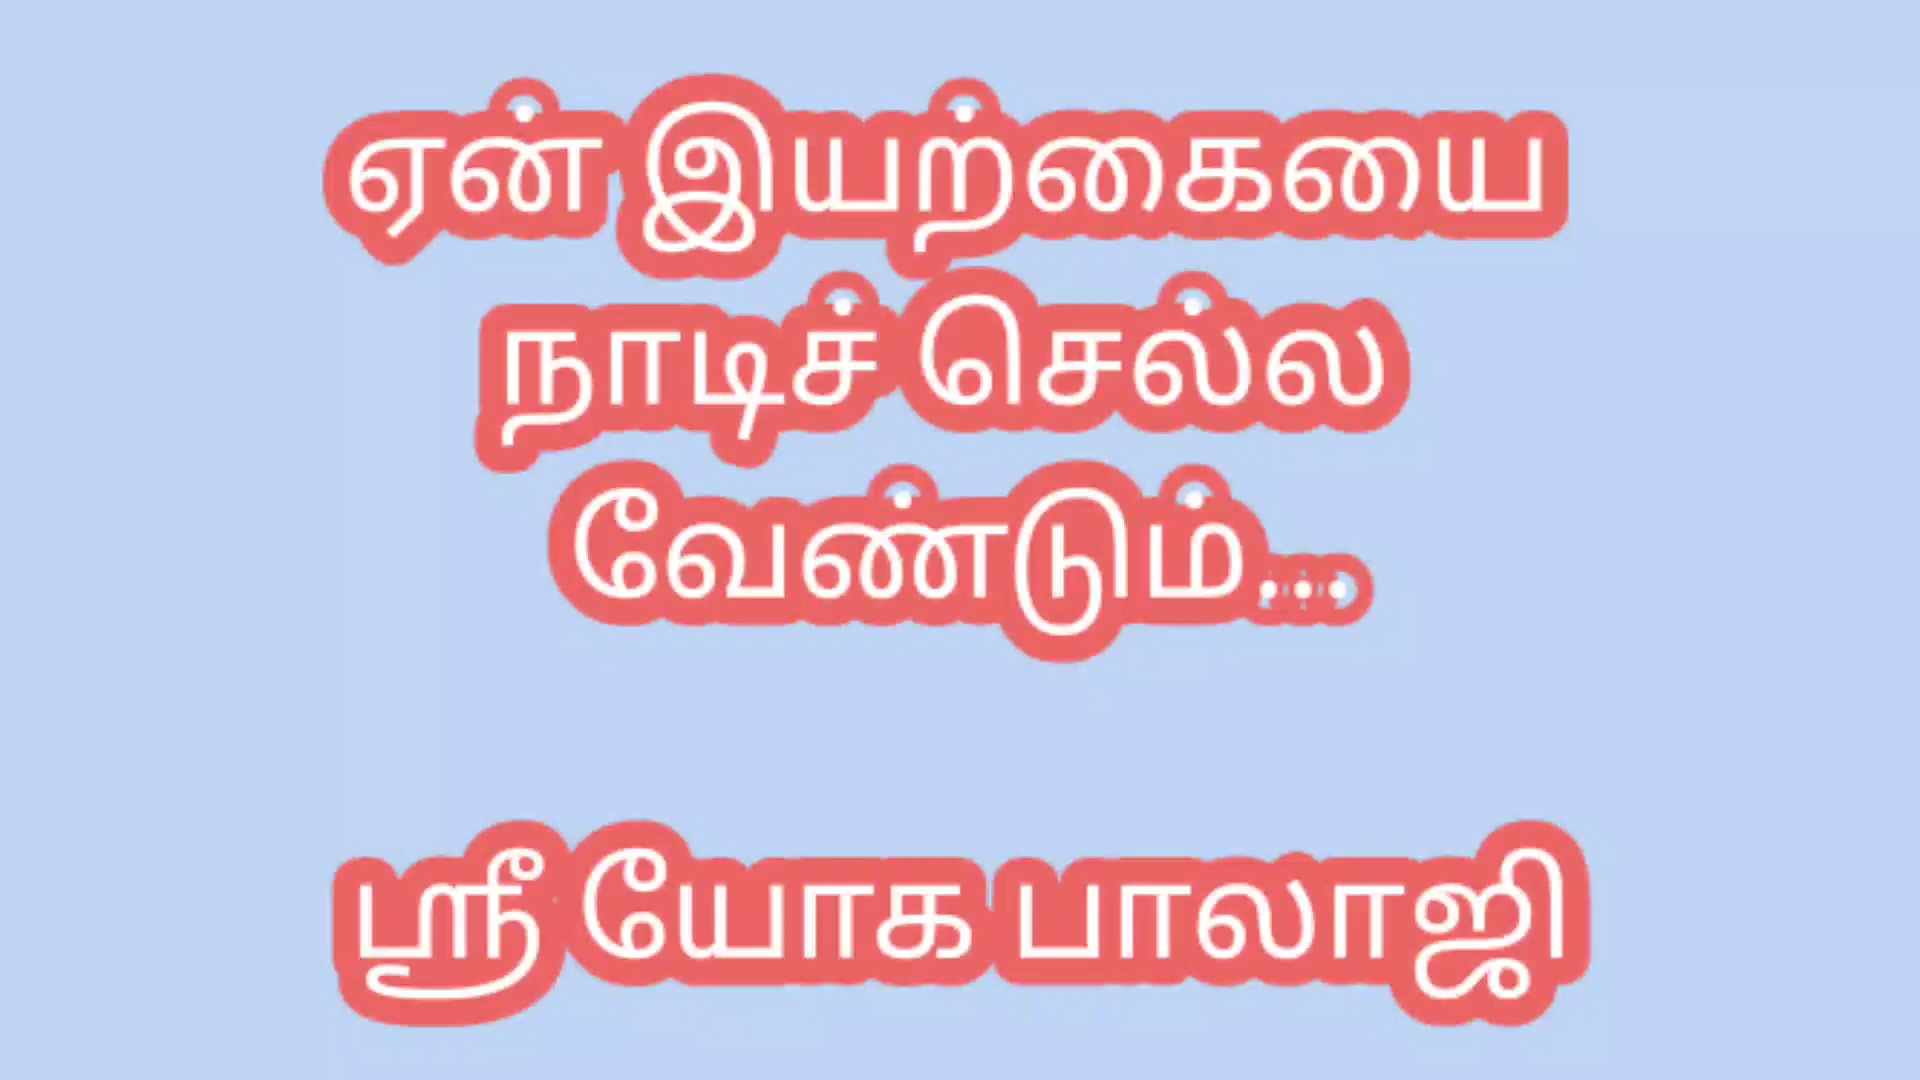 ஏன் இயற்கையை
நாடிச் செல்ல
வேண்டும்...
ஸ்ரீ யோக பாலாஜி